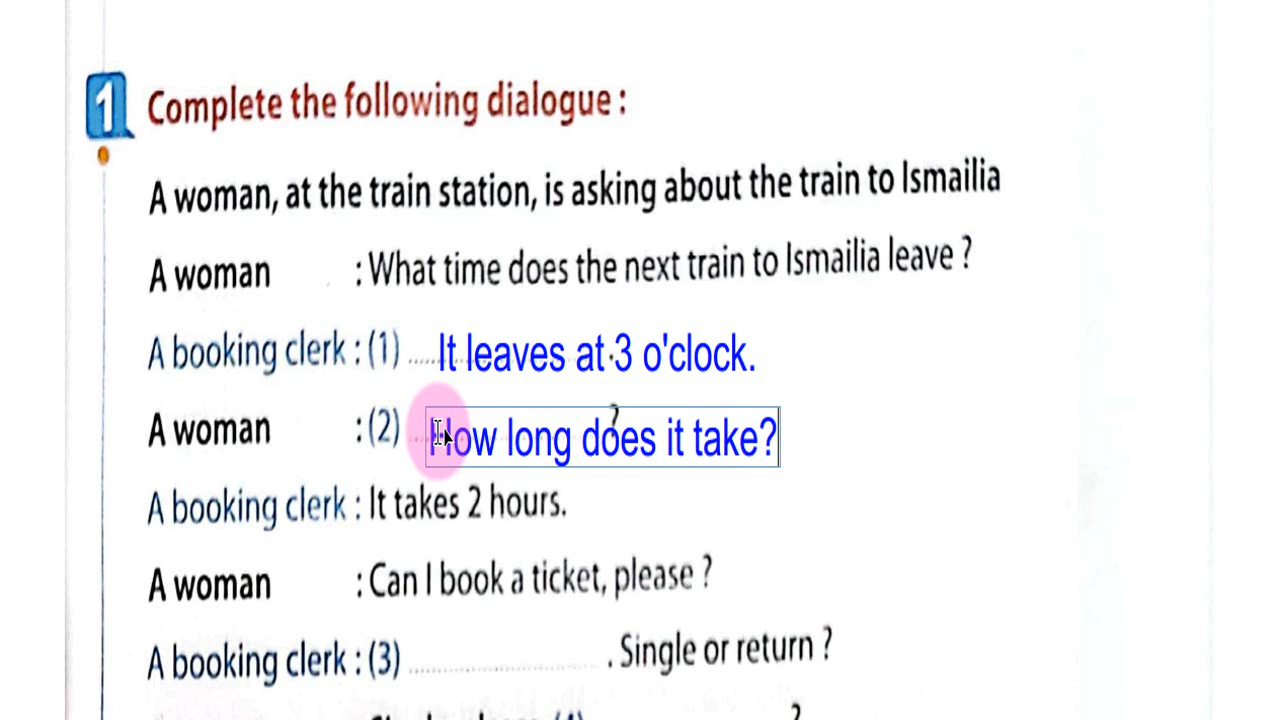 1 Complete the following dialogue :
A woman, at the train station, is asking about the train to Ismailia
A woman : What time does the next train to Ismailia leave ?
A booking clerk : (1) ..... It leaves at 3 o'clock.
A woman : (2) ... How long does it take? ?
A booking clerk : It takes 2 hours.
A woman : Can I book a ticket, please ?
A booking clerk : (3) .............................. . Single or return ?